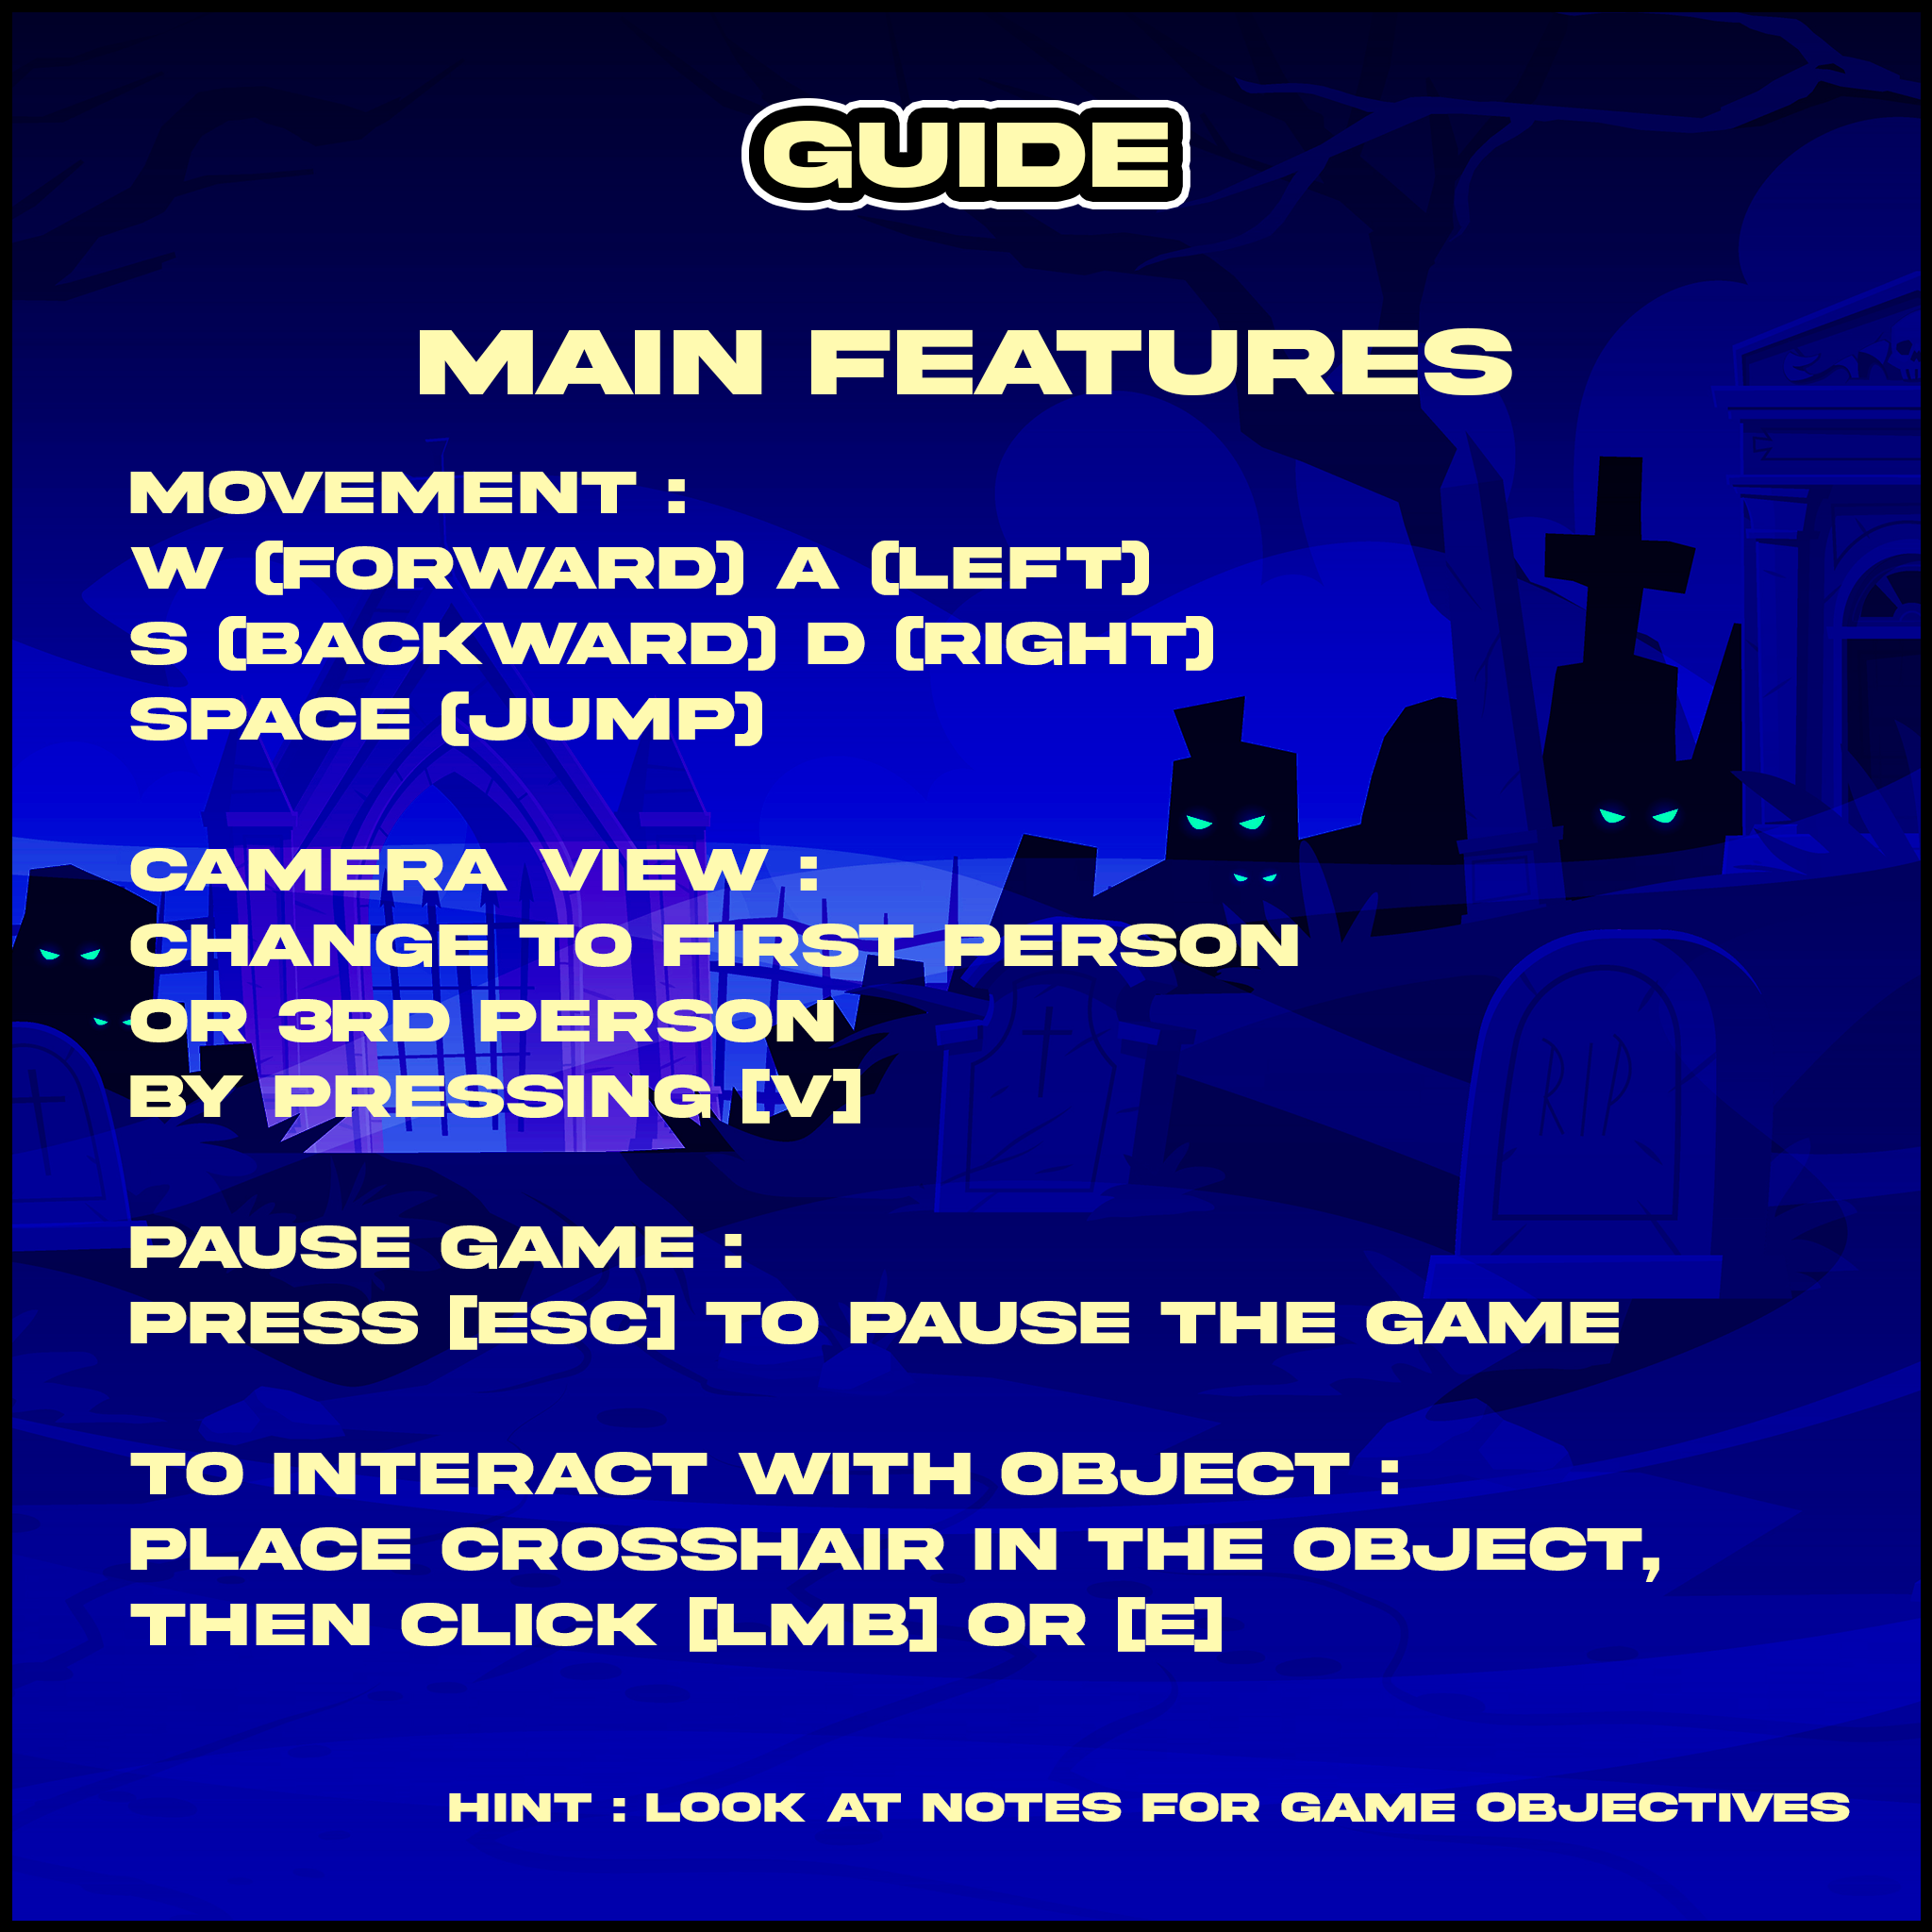 GUIDE
MAIN FEATURES
MOVEMENT :
W (FORWARD) A (LEFT)
S (BACKWARD) D (RIGHT)
SPACE (JUMP)
CAMERA VIEW :
CHANGE TO FIRST PERSON
OR 3RD PERSON
BY PRESSING [V]
RIP
PAUSE GAME :
PRESS [ESC] TO PAUSE THE GAME
TO INTERACT WITH OBJECT :
PLACE CROSSHAIR IN THE OBJECT,
THEN CLICK [LMB] OR [E]
HINT : LOOK AT NOTES FOR GAME OBJECTIVES